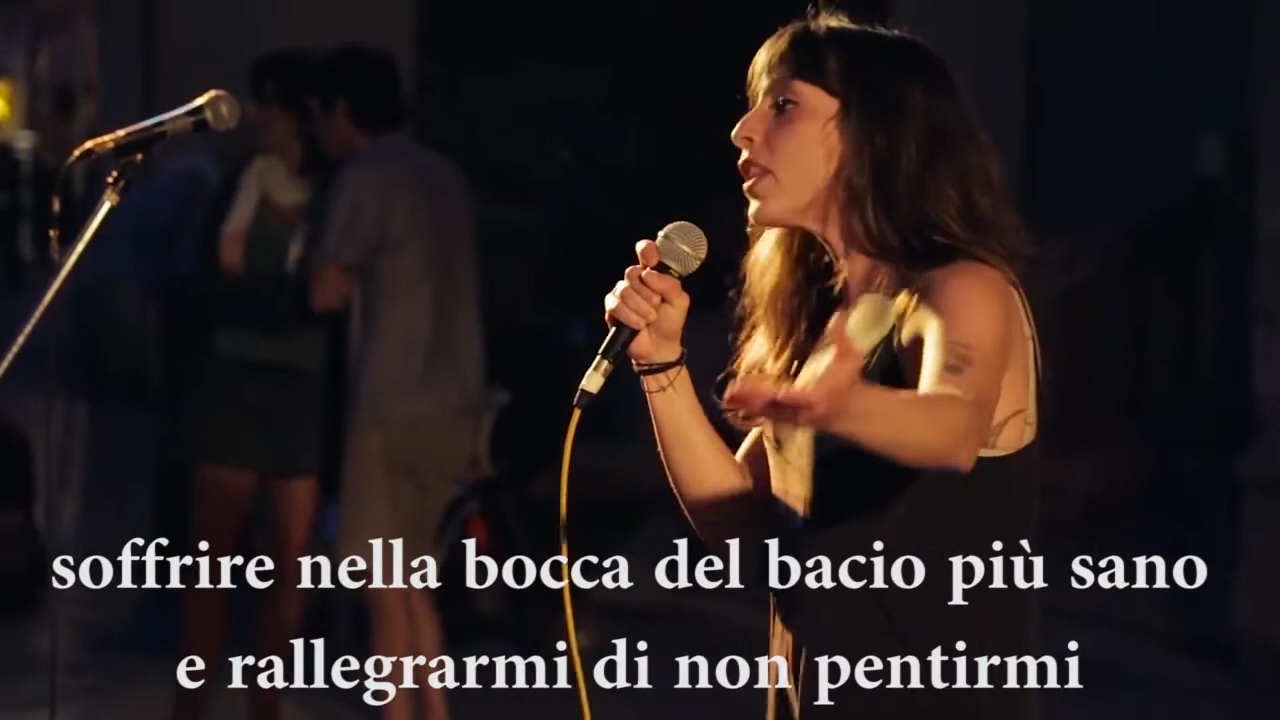 soffrire nella bocca del bacio più sano
e rallegrarmi di non pentirmi